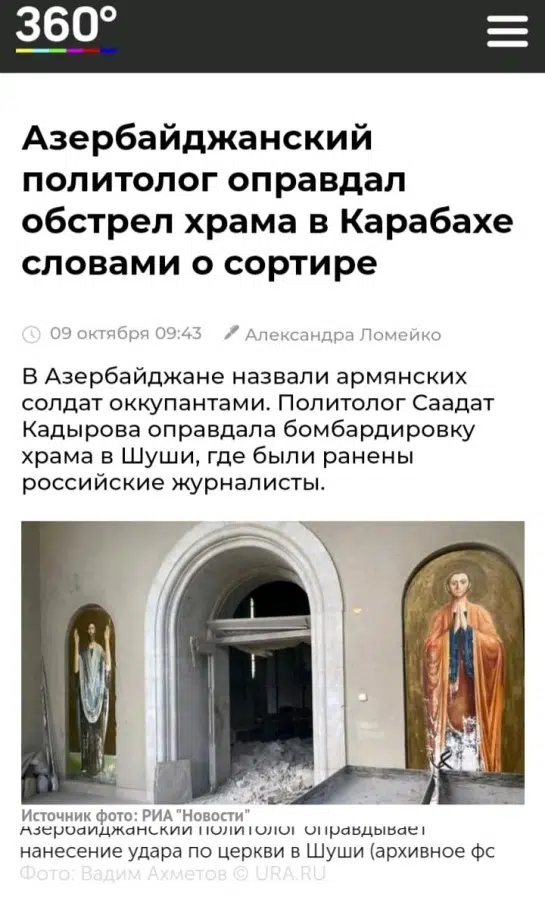 360°
Азербайджанский
политолог оправдал
обстрел храма в Карабахе
словами о сортире
09 октября 09:43 Александра Ломейко
В Азербайджане назвали армянских
солдат оккупантами. Политолог Саадат
Кадырова оправдала бомбардировку
храма в Шуши, где были ранены
российские журналисты.
Источник фото: РИА "Новости"
Азербайджанский политолог оправдывает
нанесение удара по церкви в Шуши (архивное фс
Фото: Вадим Ахметов © URA.RU